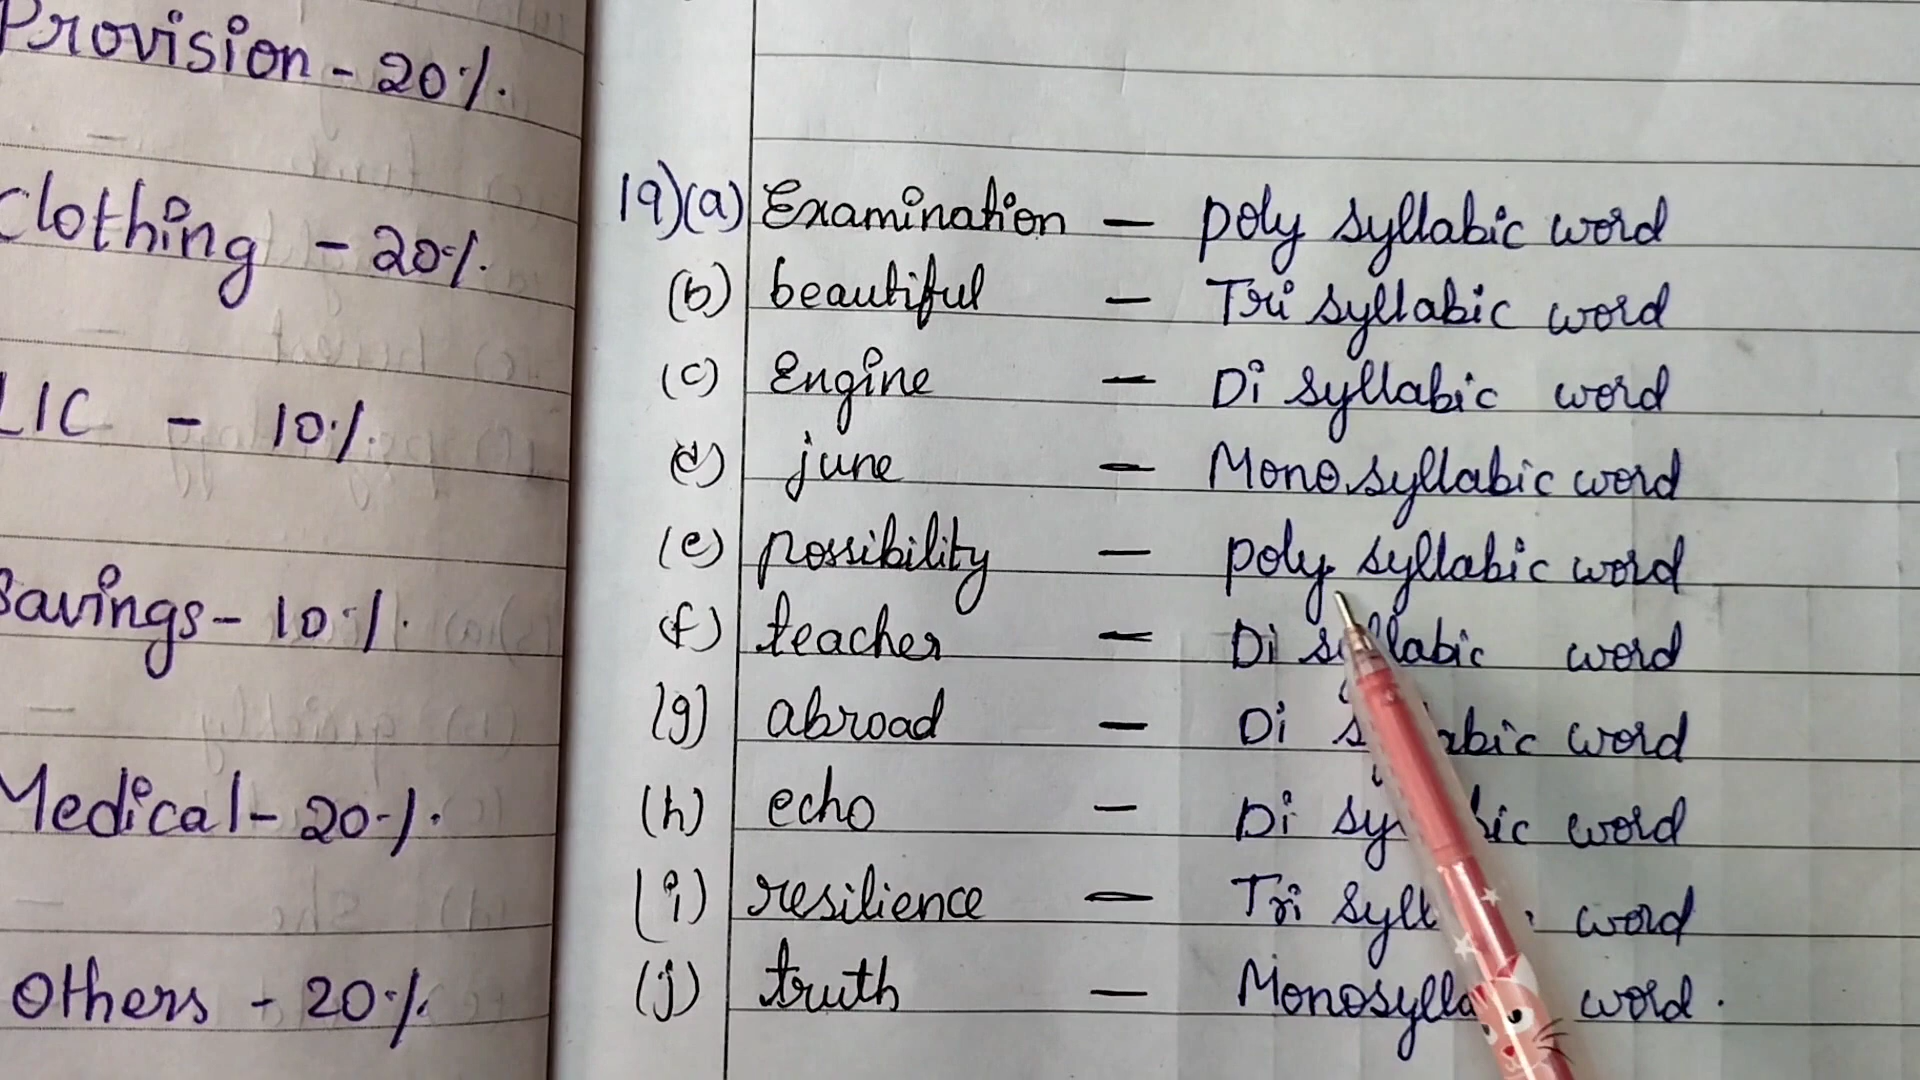 Provision - 20%.
Clothing - 20%.
LIC - 10%.
Savings - 10%.
Medical - 20%.
Others - 20%.
19)(a) Examination — poly syllabic word
(b) beautiful — Tri syllabic word
(c) Engine — Di syllabic word
(d) june — Monosyllabic word
(e) possibility — poly syllabic word
(f) teacher — Di syllabic word
(g) abroad — Di syllabic word
(h) echo — Di syllabic word
(i) resilience — Tri word
(j) truth — word.